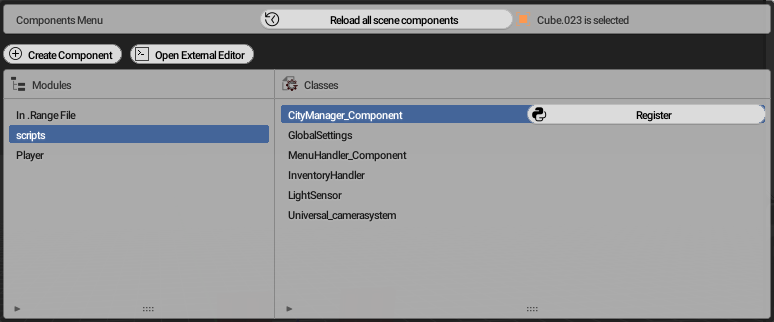 Components Menu
Reload all scene components
Cube.023 is selected
Create Component
Open External Editor
Modules
Classes
In .Range File
scripts
Player
CityManager_Component
Register
GlobalSettings
MenuHandler_Component
InventoryHandler
LightSensor
Universal_camerasystem